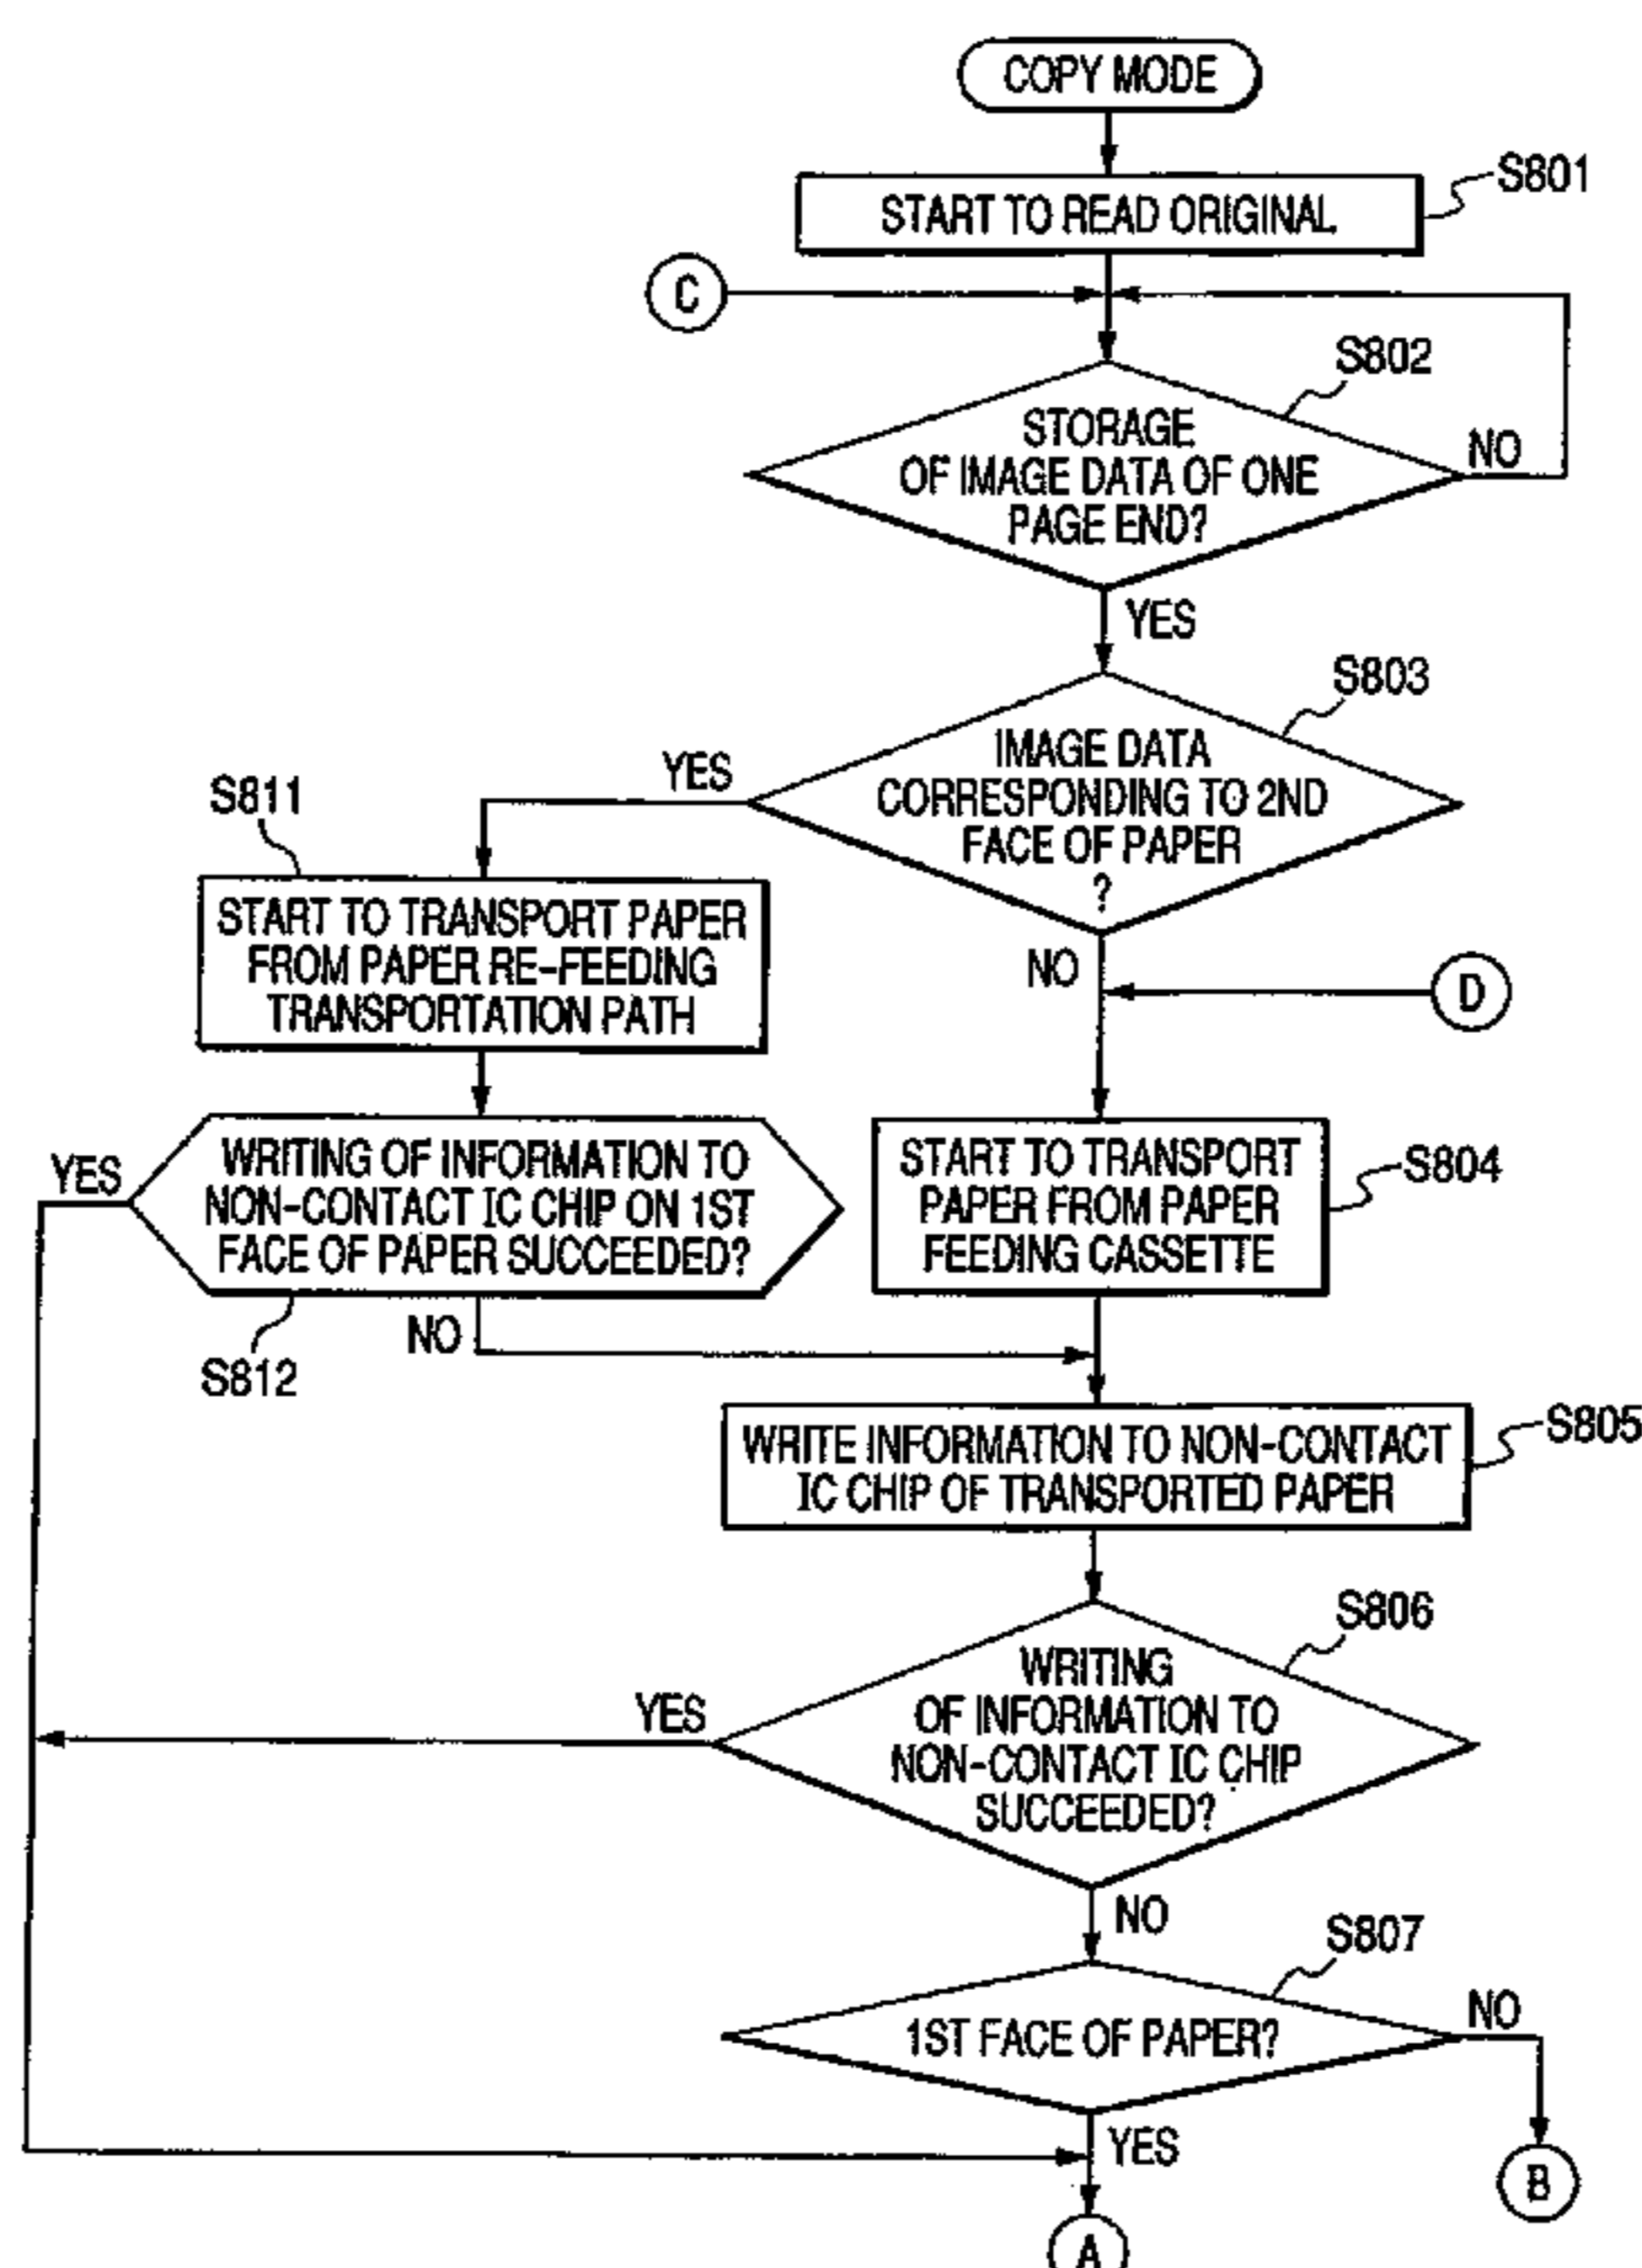 COPY MODE
S801
START TO READ ORIGINAL
C
S802
STORAGE
OF IMAGE DATA OF ONE
PAGE END?
NO
YES
S803
IMAGE DATA
CORRESPONDING TO 2ND
FACE OF PAPER
?
YES
NO
S811
START TO TRANSPORT PAPER
FROM PAPER RE-FEEDING
TRANSPORTATION PATH
D
YES
WRITING OF INFORMATION TO
NON-CONTACT IC CHIP ON 1ST
FACE OF PAPER SUCCEEDED?
S812
NO
START TO TRANSPORT
PAPER FROM PAPER
FEEDING CASSETTE
S804
WRITE INFORMATION TO NON-CONTACT
IC CHIP OF TRANSPORTED PAPER
S805
S806
WRITING
OF INFORMATION TO
NON-CONTACT IC CHIP
SUCCEEDED?
YES
NO
S807
1ST FACE OF PAPER?
NO
YES
B
A